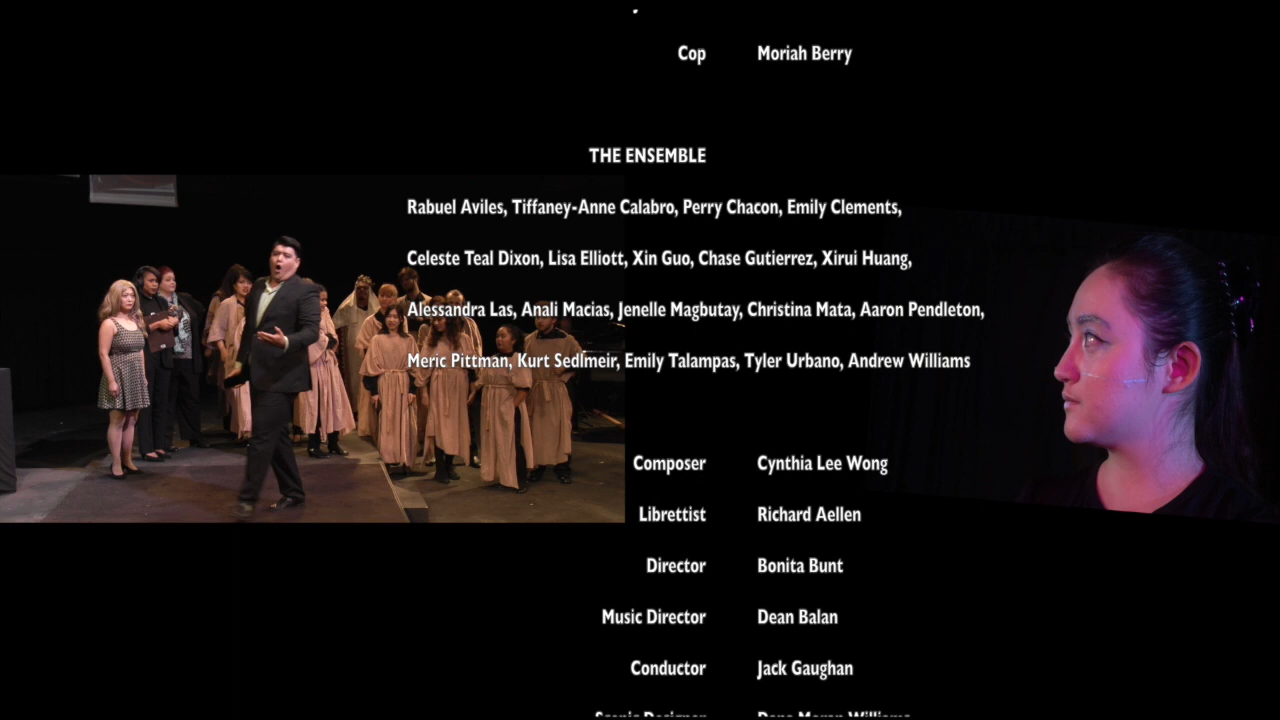 Cop Moriah Berry
THE ENSEMBLE
Rabuel Aviles, Tiffaney-Anne Calabro, Perry Chacon, Emily Clements,
Celeste Teal Dixon, Lisa Elliott, Xin Guo, Chase Gutierrez, Xirui Huang,
Alessandra Las, Anali Macias, Jenelle Magbutay, Christina Mata, Aaron Pendleton,
Meric Pittman, Kurt Sedlmeir, Emily Talampas, Tyler Urbano, Andrew Williams
Composer Cynthia Lee Wong
Librettist Richard Aellen
Director Bonita Bunt
Music Director Dean Balan
Conductor Jack Gaughan
Scenic Designer